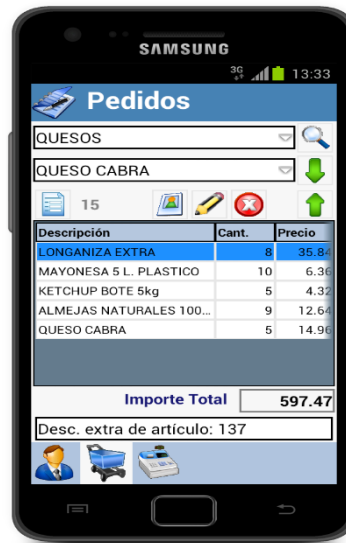 SAMSUNG
3G 13:33
Pedidos
QUESOS
QUESO CABRA
15
Descripción Cant. Precio
LONGANIZA EXTRA 8 35.84
MAYONESA 5 L. PLASTICO 10 6.36
KETCHUP BOTE 5kg 5 4.32
ALMEJAS NATURALES 100... 9 12.64
QUESO CABRA 5 14.96
Importe Total 597.47
Desc. extra de artículo: 137